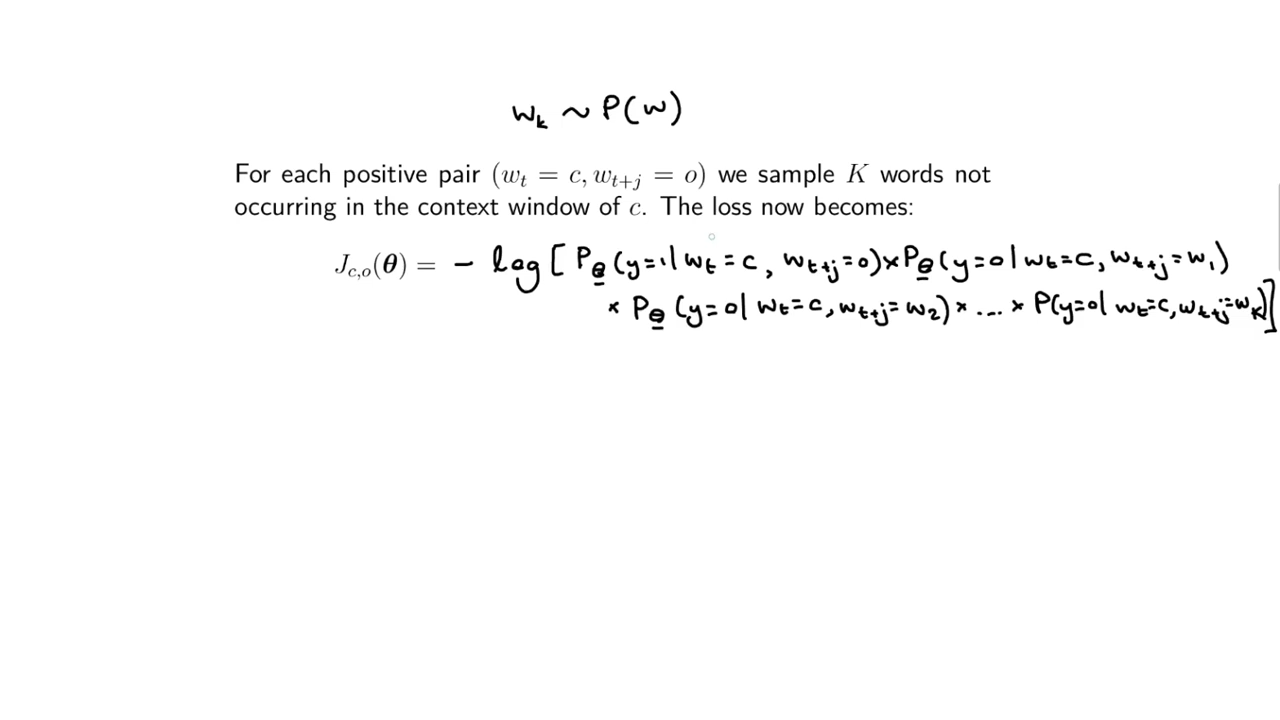 w_k ~ P(w)
For each positive pair (w_t = c, w_{t+j} = o) we sample K words not
occurring in the context window of c. The loss now becomes:
J_{c,o}(θ) = - log [ P_θ(y=1|w_t=c, w_{t+j}=o) × P_θ(y=0|w_t=c, w_{t+j}=w_1)
× P_θ(y=0|w_t=c, w_{t+j}=w_2) × ... × P(y=0|w_t=c, w_{t+j}=w_K)]